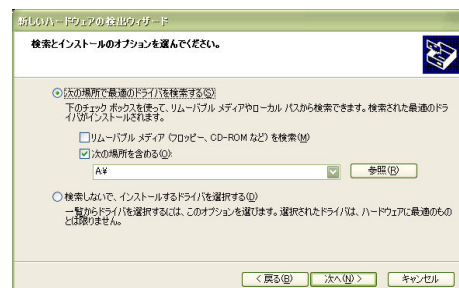 新しいハードウェアの検出ウィザード
検索とインストールのオプションを選んでください。
次の場所で最適のドライバを検索する(S)
下のチェック ボックスを使って、リムーバブル メディアやローカル パスから検索できます。検索された最適のドラ
イバがインストールされます。
リムーバブル メディア (フロッピー、CD-ROM など) を検索(M)
次の場所を含める(O):
A¥
参照(R)
検索しないで、インストールするドライバを選択する(D)
一覧からドライバを選択するには、このオプションを選びます。選択されたドライバは、ハードウェアに最適のもの
とは限りません。
< 戻る(B)
次へ(N) >
キャンセル